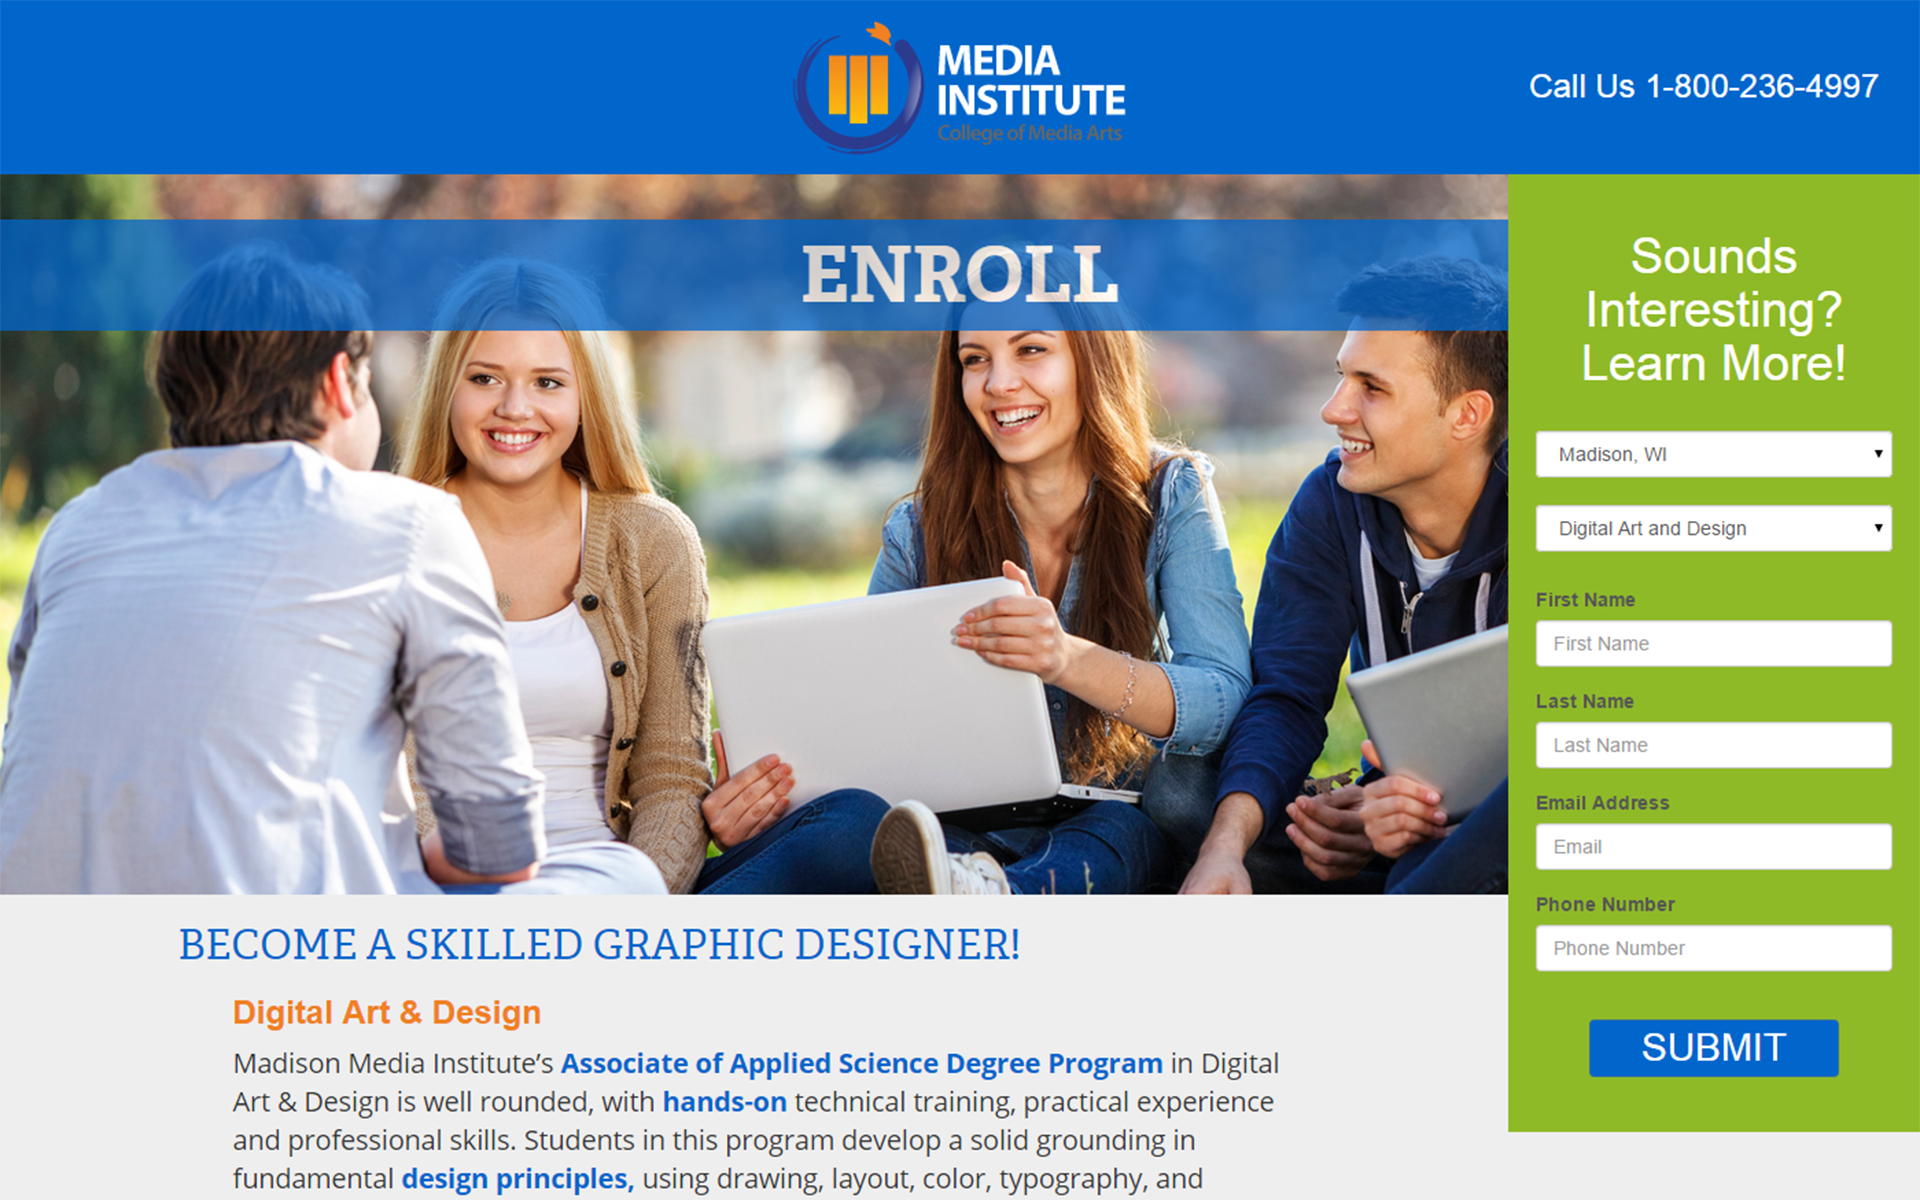 MEDIA
INSTITUTE
College of Media Arts
Call Us 1-800-236-4997
ENROLL
Sounds
Interesting?
Learn More!
Madison, WI
Digital Art and Design
First Name
First Name
Last Name
Last Name
Email Address
Email
Phone Number
Phone Number
SUBMIT
BECOME A SKILLED GRAPHIC DESIGNER!
Digital Art & Design
Madison Media Institute’s Associate of Applied Science Degree Program in Digital
Art & Design is well rounded, with hands-on technical training, practical experience
and professional skills. Students in this program develop a solid grounding in
fundamental design principles, using drawing, layout, color, typography, and